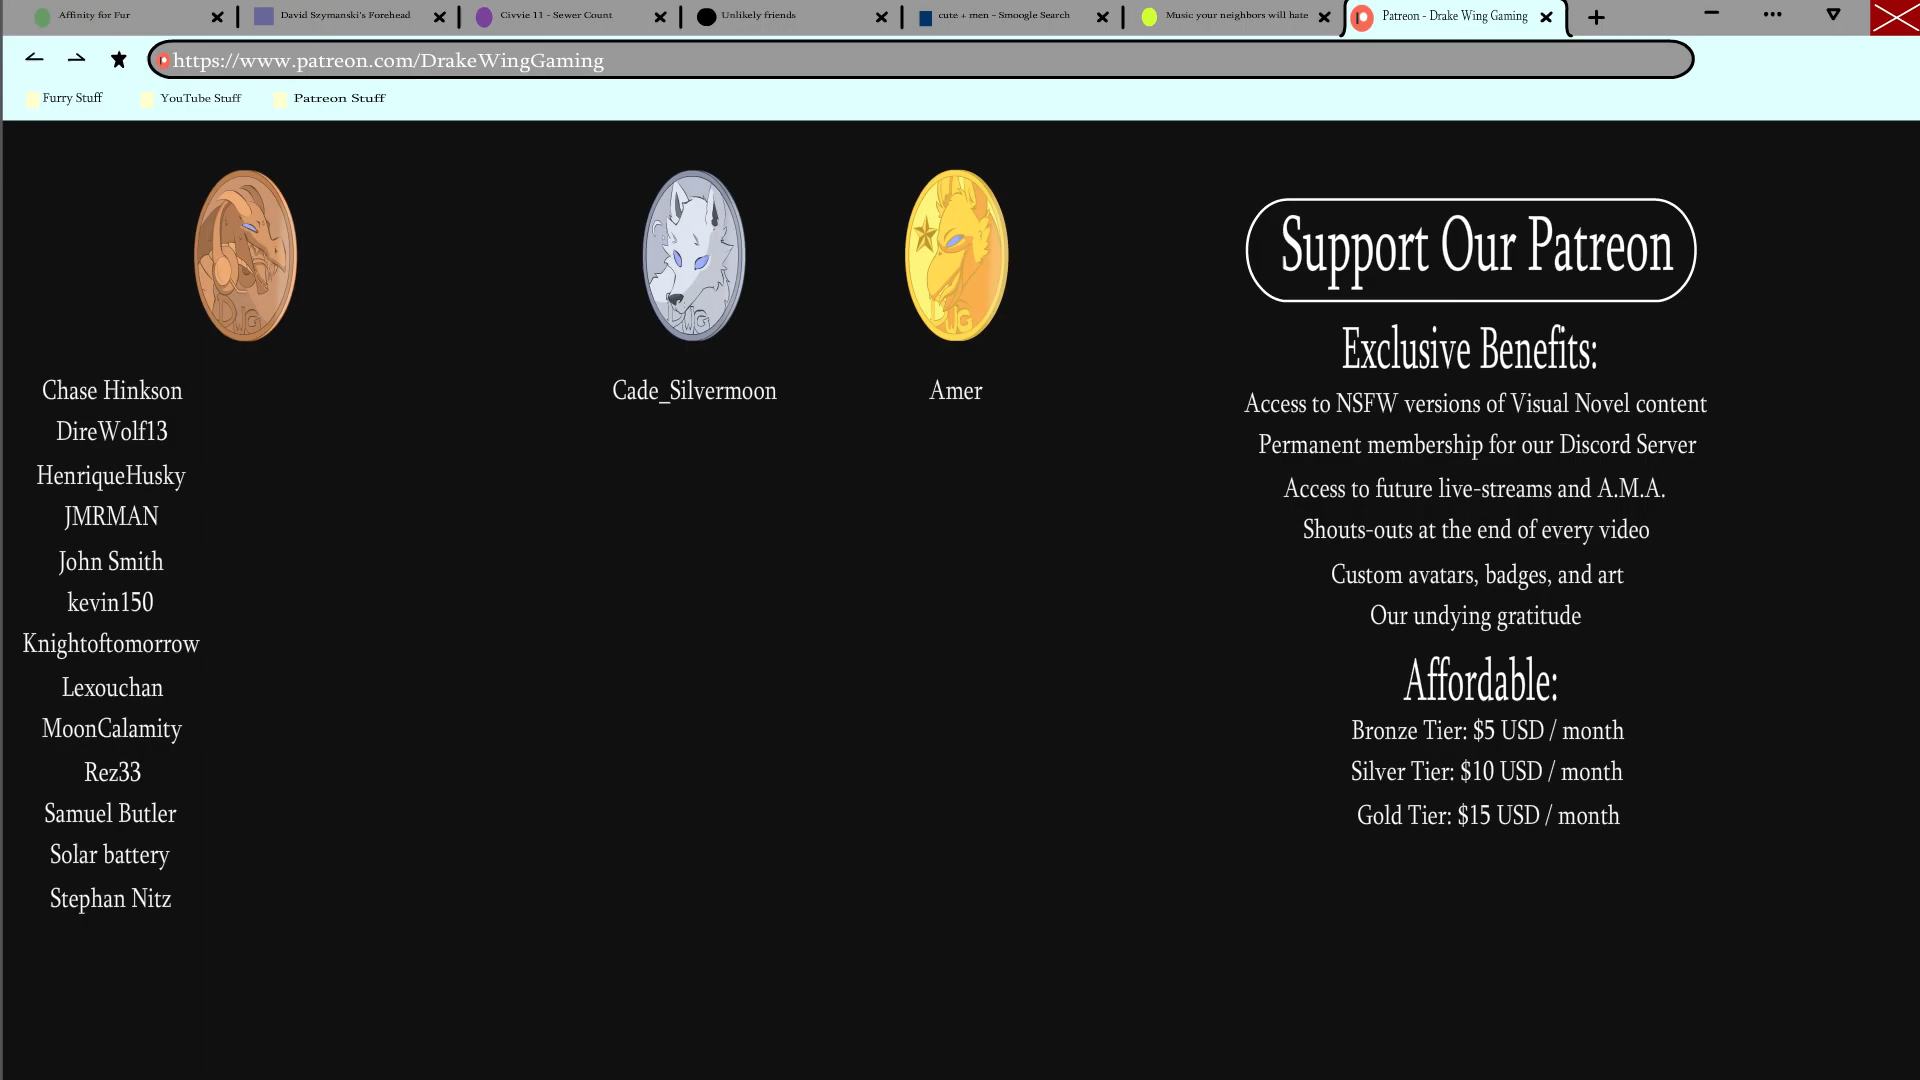 Affinity for Fur
David Szymanski's Forehead
Civvie 11 - Sewer Count
Unlikely friends
cute + men - Smoogle Search
Music your neighbors will hate
Patreon - Drake Wing Gaming
https://www.patreon.com/DrakeWingGaming
Furry Stuff
YouTube Stuff
Patreon Stuff
DWG
DWG
DWG
Chase Hinkson
DireWolf13
HenriqueHusky
JMRMAN
John Smith
kevin150
Knightoftomorrow
Lexouchan
MoonCalamity
Rez33
Samuel Butler
Solar battery
Stephan Nitz
Cade_Silvermoon
Amer
Support Our Patreon
Exclusive Benefits:
Access to NSFW versions of Visual Novel content
Permanent membership for our Discord Server
Access to future live-streams and A.M.A.
Shouts-outs at the end of every video
Custom avatars, badges, and art
Our undying gratitude
Affordable:
Bronze Tier: $5 USD / month
Silver Tier: $10 USD / month
Gold Tier: $15 USD / month